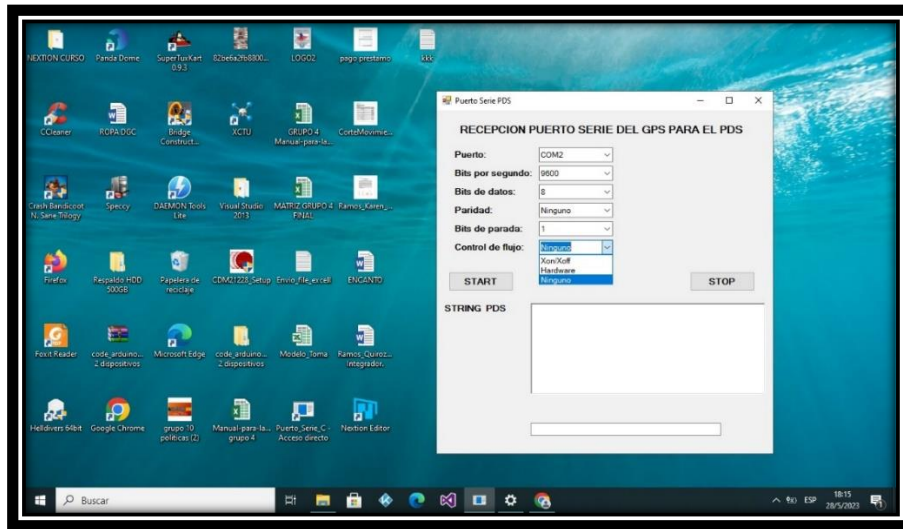 NEXTION CURSO
Panda Dome
SuperTuxKart
0.9.3
82be6a2fb8800...
LOGO2
pago prestamo
kkk
CCleaner
ROPA DGC
Bridge
Construct...
XCTU
GRUPO 4
Manual-para-la...
CorteMovimie...
Crash Bandicoot
N. Sane Trilogy
Speccy
DAEMON Tools
Lite
Visual Studio
2013
MATRIZ GRUPO 4
FINAL
Ramos_Karen_...
Firefox
Respaldo HDD
500GB
Papelera de
reciclaje
CDM21228_Setup
Envio_file_excell
ENCANTO
Foxit Reader
code_arduino...
2 dispositivos
Microsoft Edge
code_arduino...
2 dispositivos
Modelo_Toma
Ramos_Quiroz...
Integrador.
Helldivers 64bit
Google Chrome
grupo 10
politicas (2)
Manual-para-la...
grupo 4
Puerto_Serie_C -
Acceso directo
Nextion Editor
Puerto Serie PDS
RECEPCION PUERTO SERIE DEL GPS PARA EL PDS
Puerto: COM2
Bits por segundo: 9600
Bits de datos: 8
Paridad: Ninguno
Bits de parada: 1
Control de flujo: Ninguno
Xon/Xoff
Hardware
Ninguno
START
STOP
STRING PDS
Buscar
ESP
18:15
28/5/2023